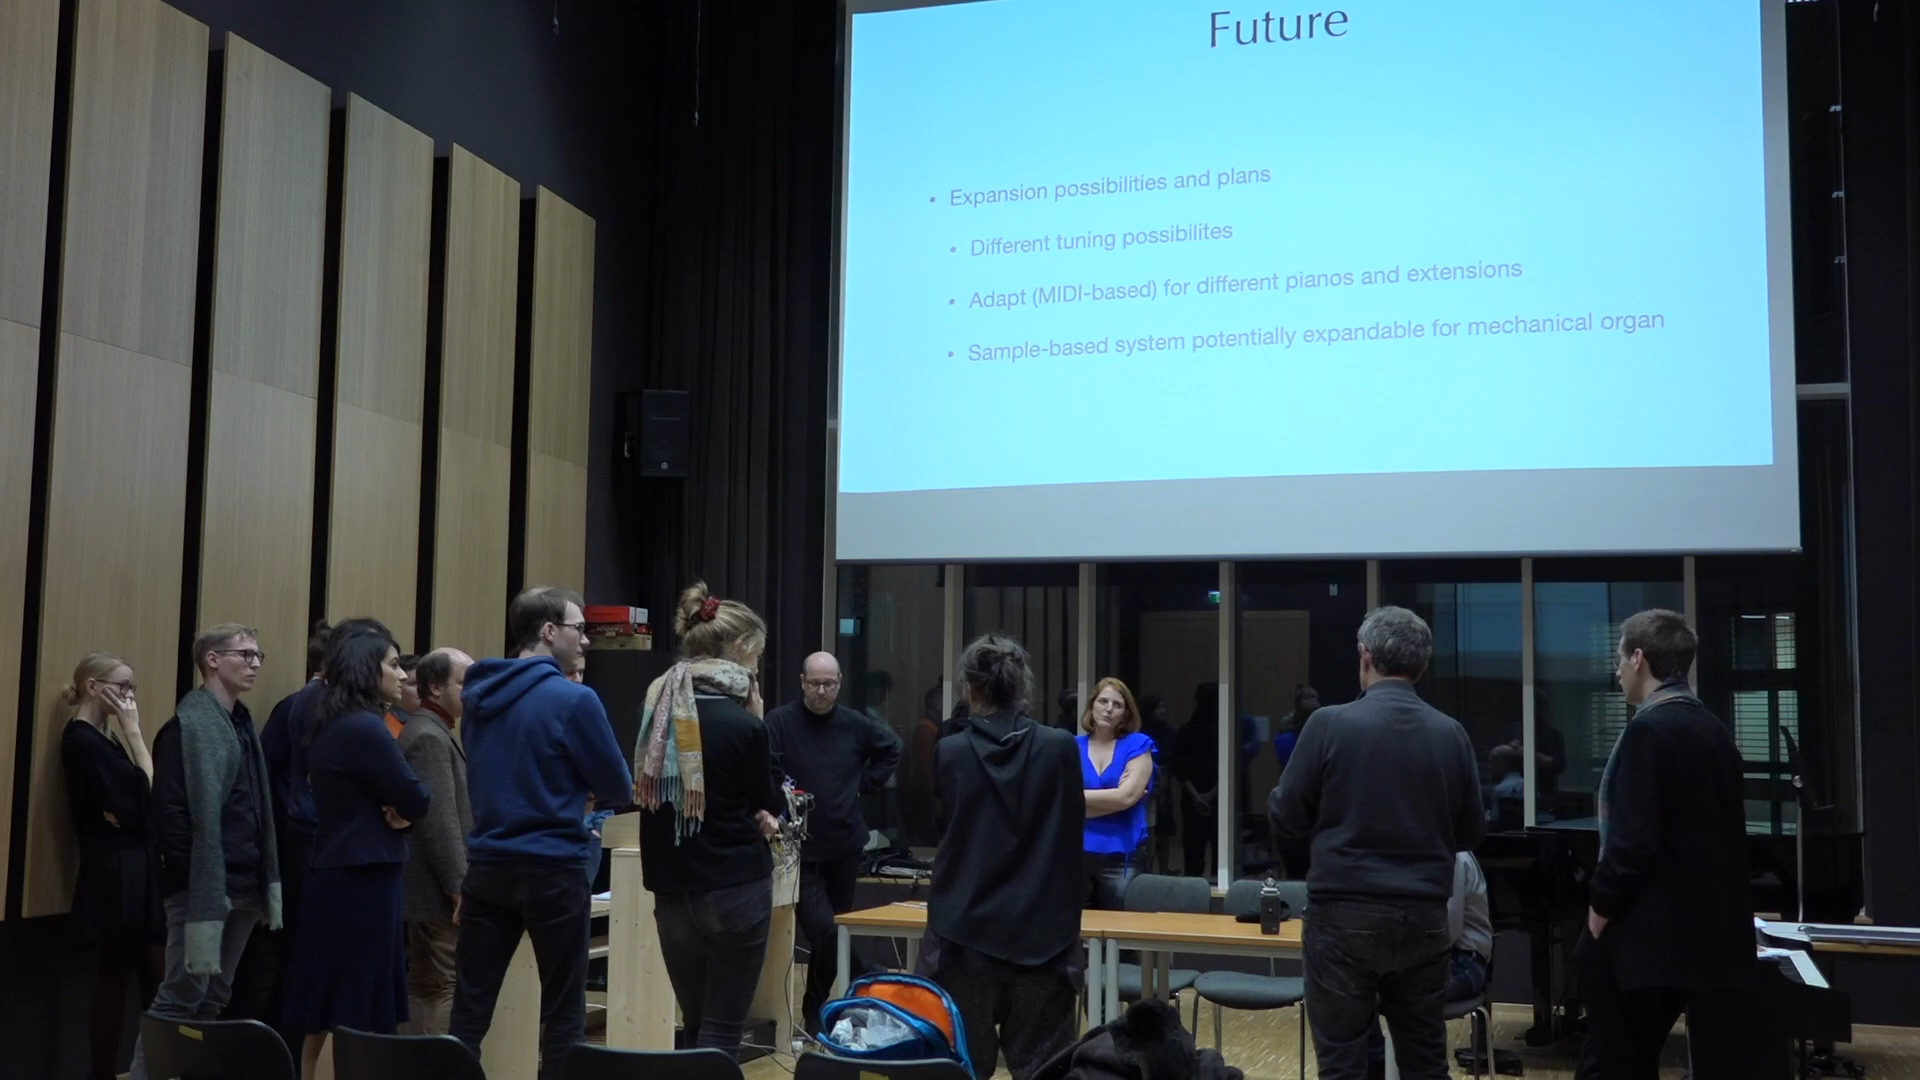 Future
• Expansion possibilities and plans
• Different tuning possibilites
• Adapt (MIDI-based) for different pianos and extensions
• Sample-based system potentially expandable for mechanical organ